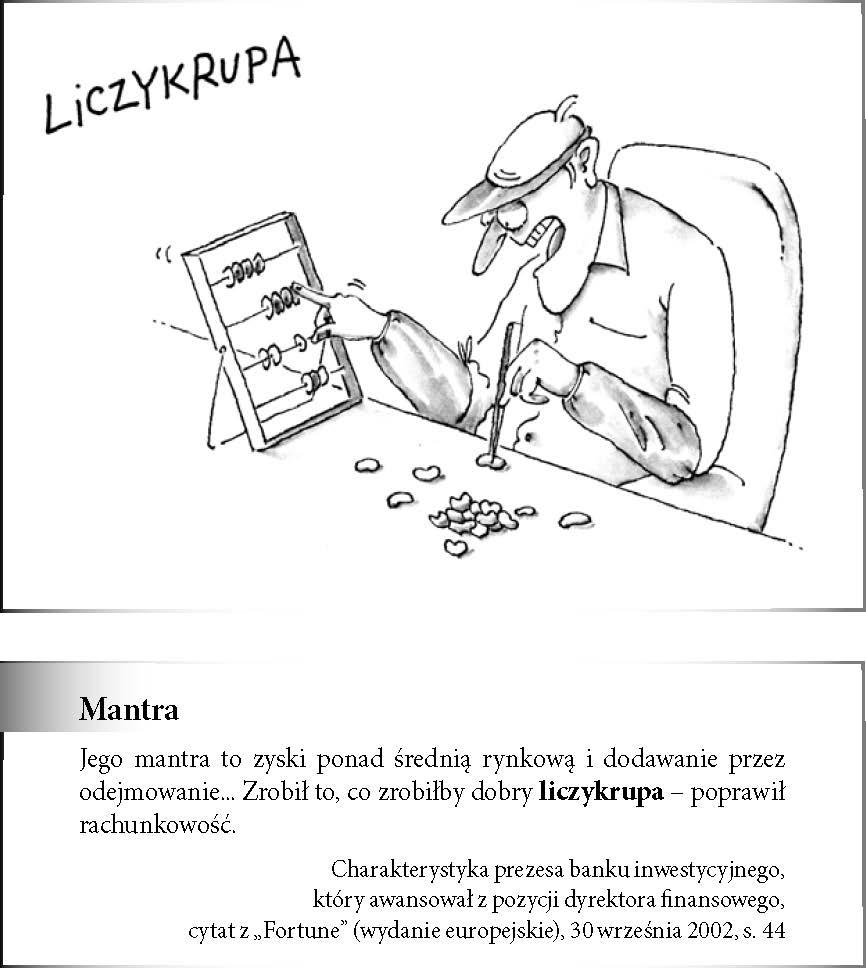 LiCZYKRUPA
Mantra
Jego mantra to zyski ponad średnią rynkową i dodawanie przez
odejmowanie... Zrobił to, co zrobiłby dobry liczykrupa – poprawił
rachunkowość.
Charakterystyka prezesa banku inwestycyjnego,
który awansował z pozycji dyrektora finansowego,
cytat z „Fortune” (wydanie europejskie), 30 września 2002, s. 44